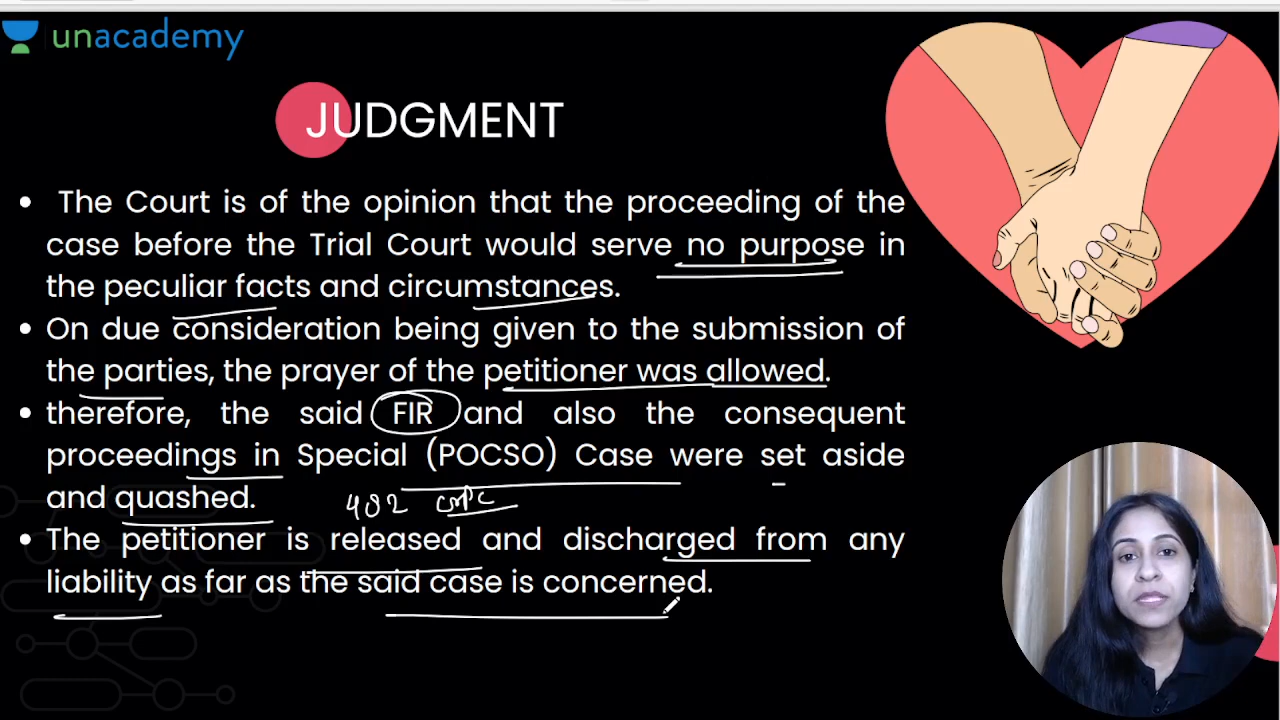 unacademy
JUDGMENT
• The Court is of the opinion that the proceeding of the
case before the Trial Court would serve no purpose in
the peculiar facts and circumstances.
• On due consideration being given to the submission of
the parties, the prayer of the petitioner was allowed.
• therefore, the said FIR and also the consequent
proceedings in Special (POCSO) Case were set aside
and quashed. 482 CrPC
• The petitioner is released and discharged from any
liability as far as the said case is concerned.